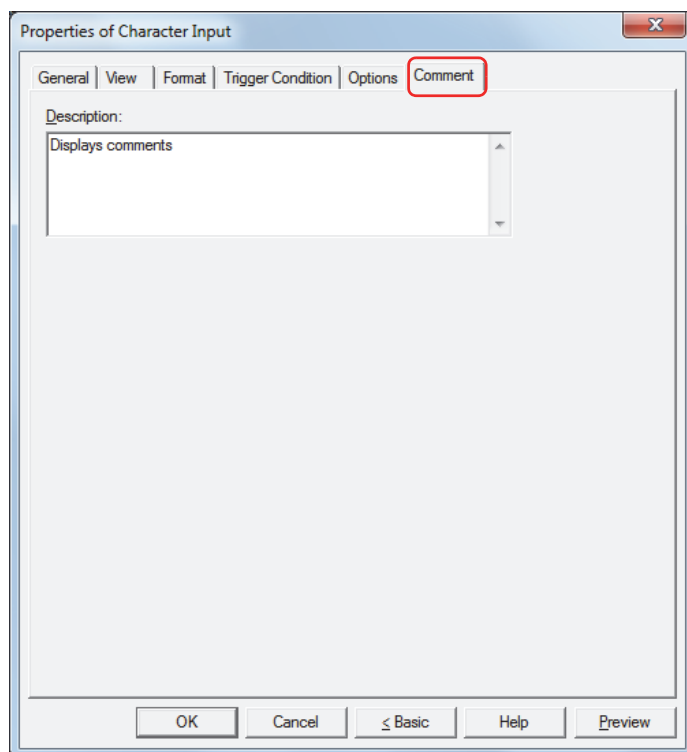 Properties of Character Input
General View Format Trigger Condition Options Comment
Description:
Displays comments
OK Cancel < Basic Help Preview